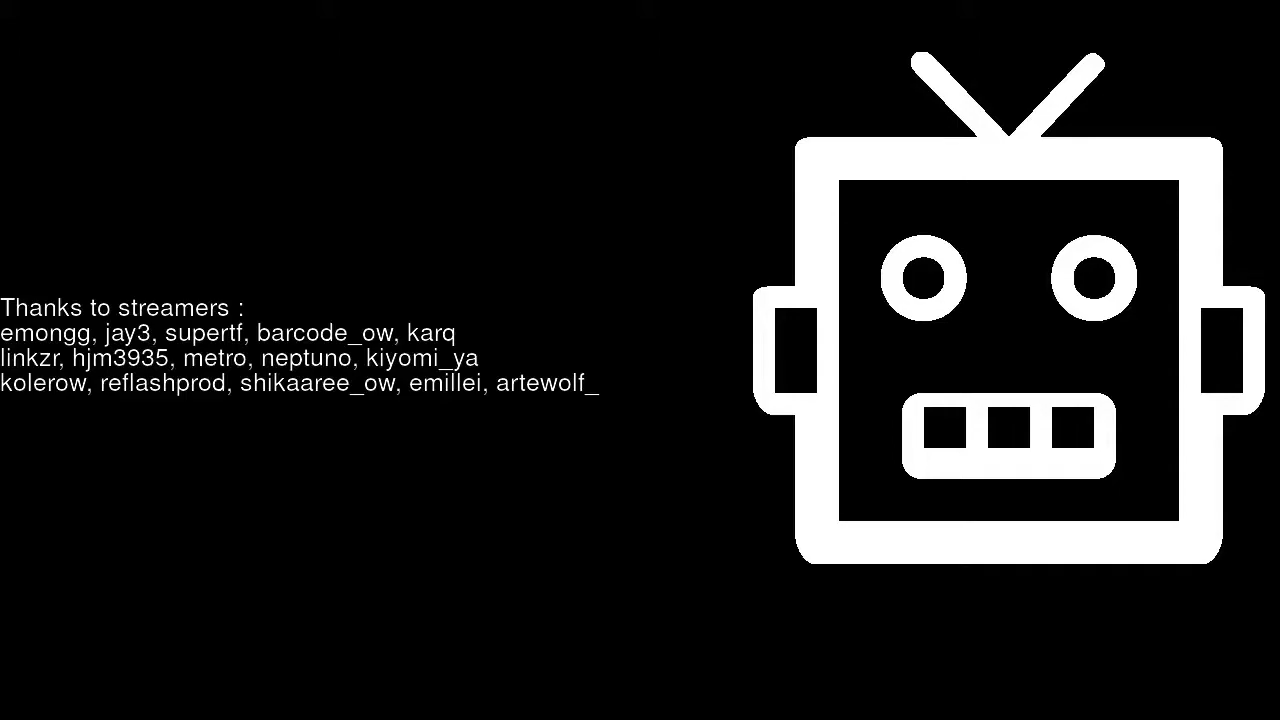 Thanks to streamers :
emongg, jay3, supertf, barcode_ow, karq
linkzr, hjm3935, metro, neptuno, kiyomi_ya
kolerow, reflashprod, shikaaree_ow, emillei, artewolf_